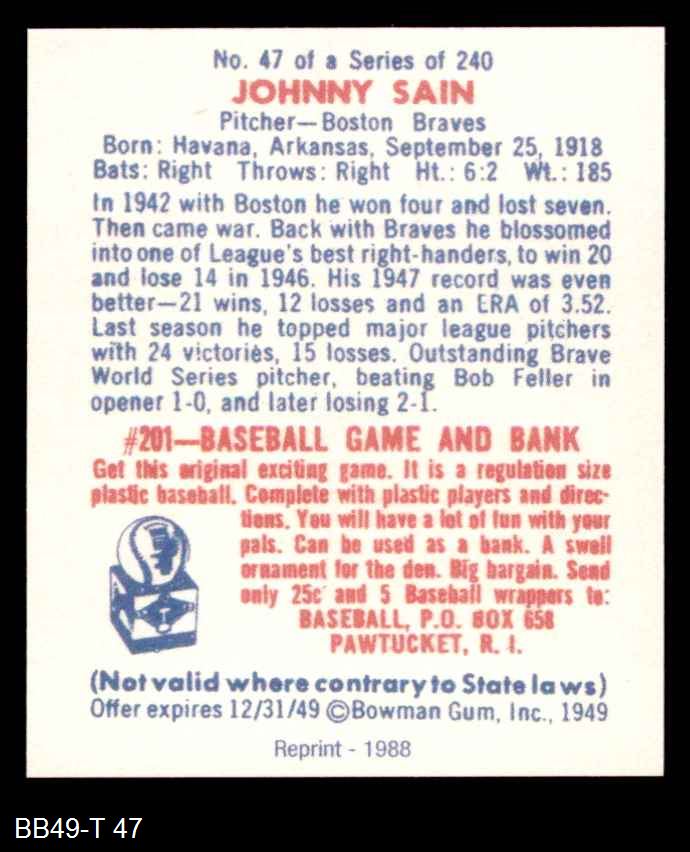 No. 47 of a Series of 240
JOHNNY SAIN
Pitcher—Boston Braves
Born: Havana, Arkansas, September 25, 1918
Bats: Right Throws: Right Ht.: 6:2 Wt.: 185
In 1942 with Boston he won four and lost seven.
Then came war. Back with Braves he blossomed
into one of League's best right-handers, to win 20
and lose 14 in 1946. His 1947 record was even
better—21 wins, 12 losses and an ERA of 3.52.
Last season he topped major league pitchers
with 24 victories, 15 losses. Outstanding Brave
World Series pitcher, beating Bob Feller in
opener 1-0, and later losing 2-1.
#201—BASEBALL GAME AND BANK
Get this original exciting game. It is a regulation size
plastic baseball. Complete with plastic players and direc-
tions. You will have a lot of fun with your
pals. Can be used as a bank. A swell
ornament for the den. Big bargain. Send
only 25c and 5 Baseball wrappers to:
BASEBALL, P.O. BOX 658
PAWTUCKET, R. I.
(Not valid where contrary to State laws)
Offer expires 12/31/49 ©Bowman Gum, Inc., 1949
Reprint - 1988
BB49-T 47